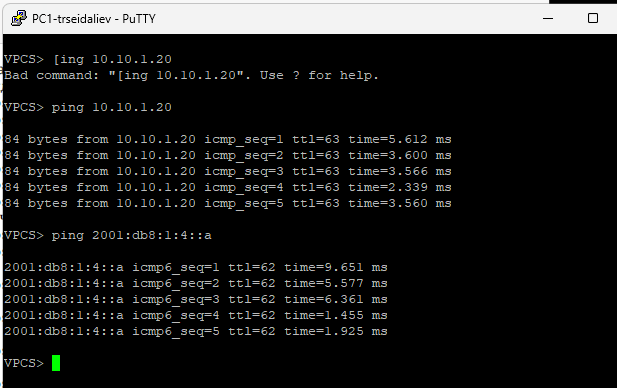 PC1-trseidaliev - PuTTY
VPCS> [ing 10.10.1.20
Bad command: "[ing 10.10.1.20". Use ? for help.
VPCS> ping 10.10.1.20
84 bytes from 10.10.1.20 icmp_seq=1 ttl=63 time=5.612 ms
84 bytes from 10.10.1.20 icmp_seq=2 ttl=63 time=3.600 ms
84 bytes from 10.10.1.20 icmp_seq=3 ttl=63 time=3.566 ms
84 bytes from 10.10.1.20 icmp_seq=4 ttl=63 time=2.339 ms
84 bytes from 10.10.1.20 icmp_seq=5 ttl=63 time=3.560 ms
VPCS> ping 2001:db8:1:4::a
2001:db8:1:4::a icmp6_seq=1 ttl=62 time=9.651 ms
2001:db8:1:4::a icmp6_seq=2 ttl=62 time=5.577 ms
2001:db8:1:4::a icmp6_seq=3 ttl=62 time=6.361 ms
2001:db8:1:4::a icmp6_seq=4 ttl=62 time=1.455 ms
2001:db8:1:4::a icmp6_seq=5 ttl=62 time=1.925 ms
VPCS>